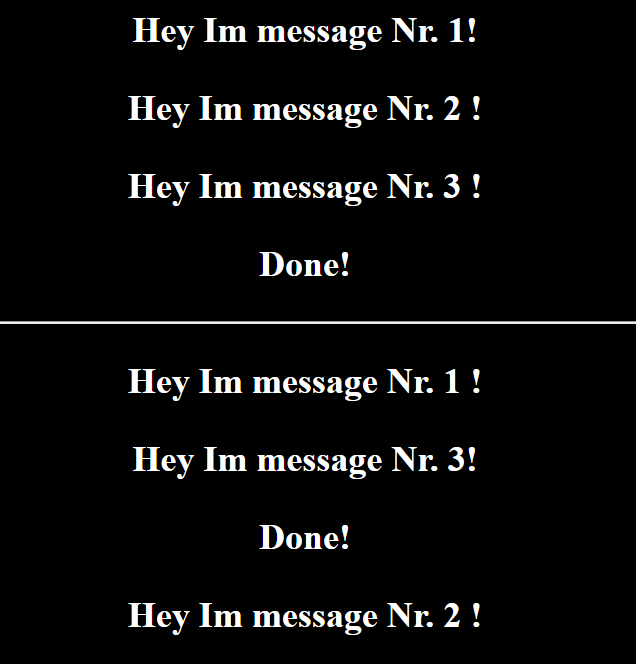 Hey Im message Nr. 1!
Hey Im message Nr. 2 !
Hey Im message Nr. 3 !
Done!
Hey Im message Nr. 1 !
Hey Im message Nr. 3!
Done!
Hey Im message Nr. 2 !